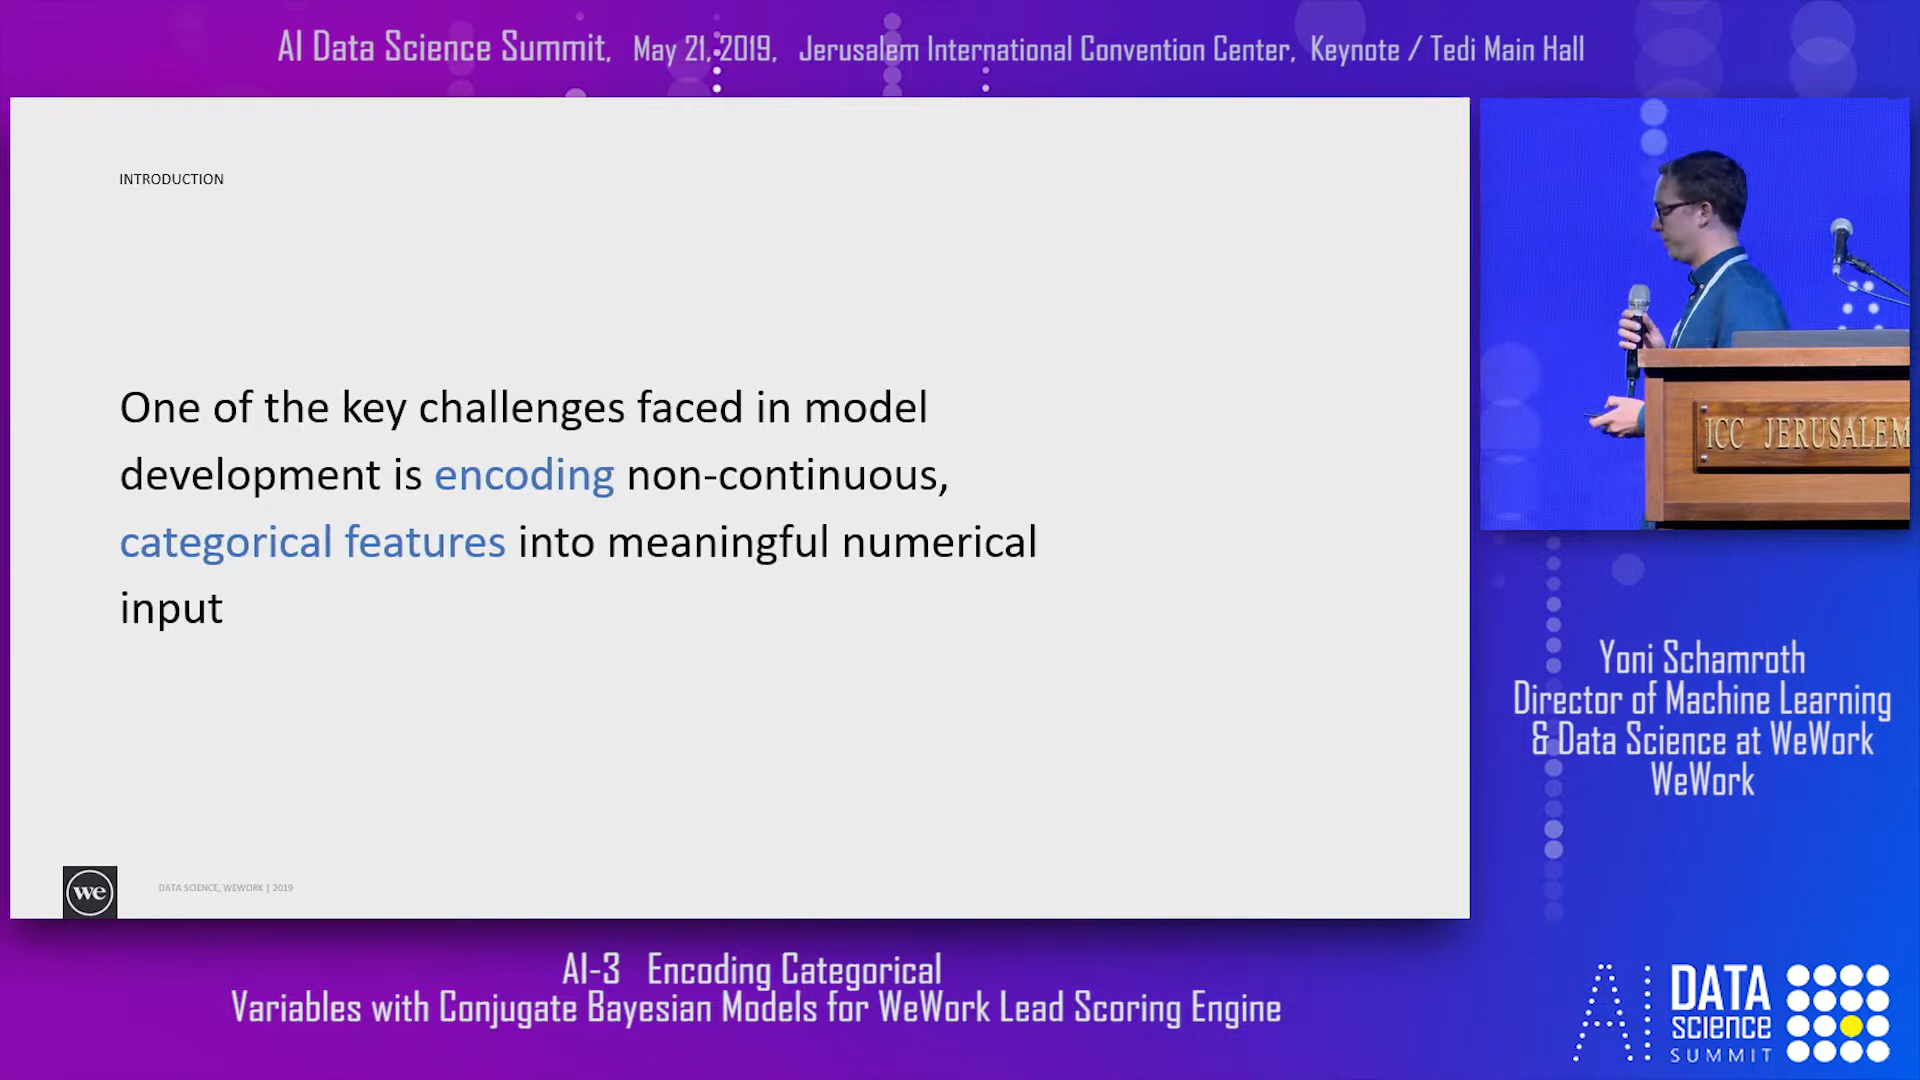 AI Data Science Summit, May 21, 2019, Jerusalem International Convention Center, Keynote / Tedi Main Hall
INTRODUCTION
One of the key challenges faced in model
development is encoding non-continuous,
categorical features into meaningful numerical
input
we
DATA SCIENCE, WEWORK | 2019
ICC JERUSALEM
Yoni Schamroth
Director of Machine Learning
& Data Science at WeWork
WeWork
AI-3 Encoding Categorical
Variables with Conjugate Bayesian Models for WeWork Lead Scoring Engine
AI DATA
SCIENCE
SUMMIT